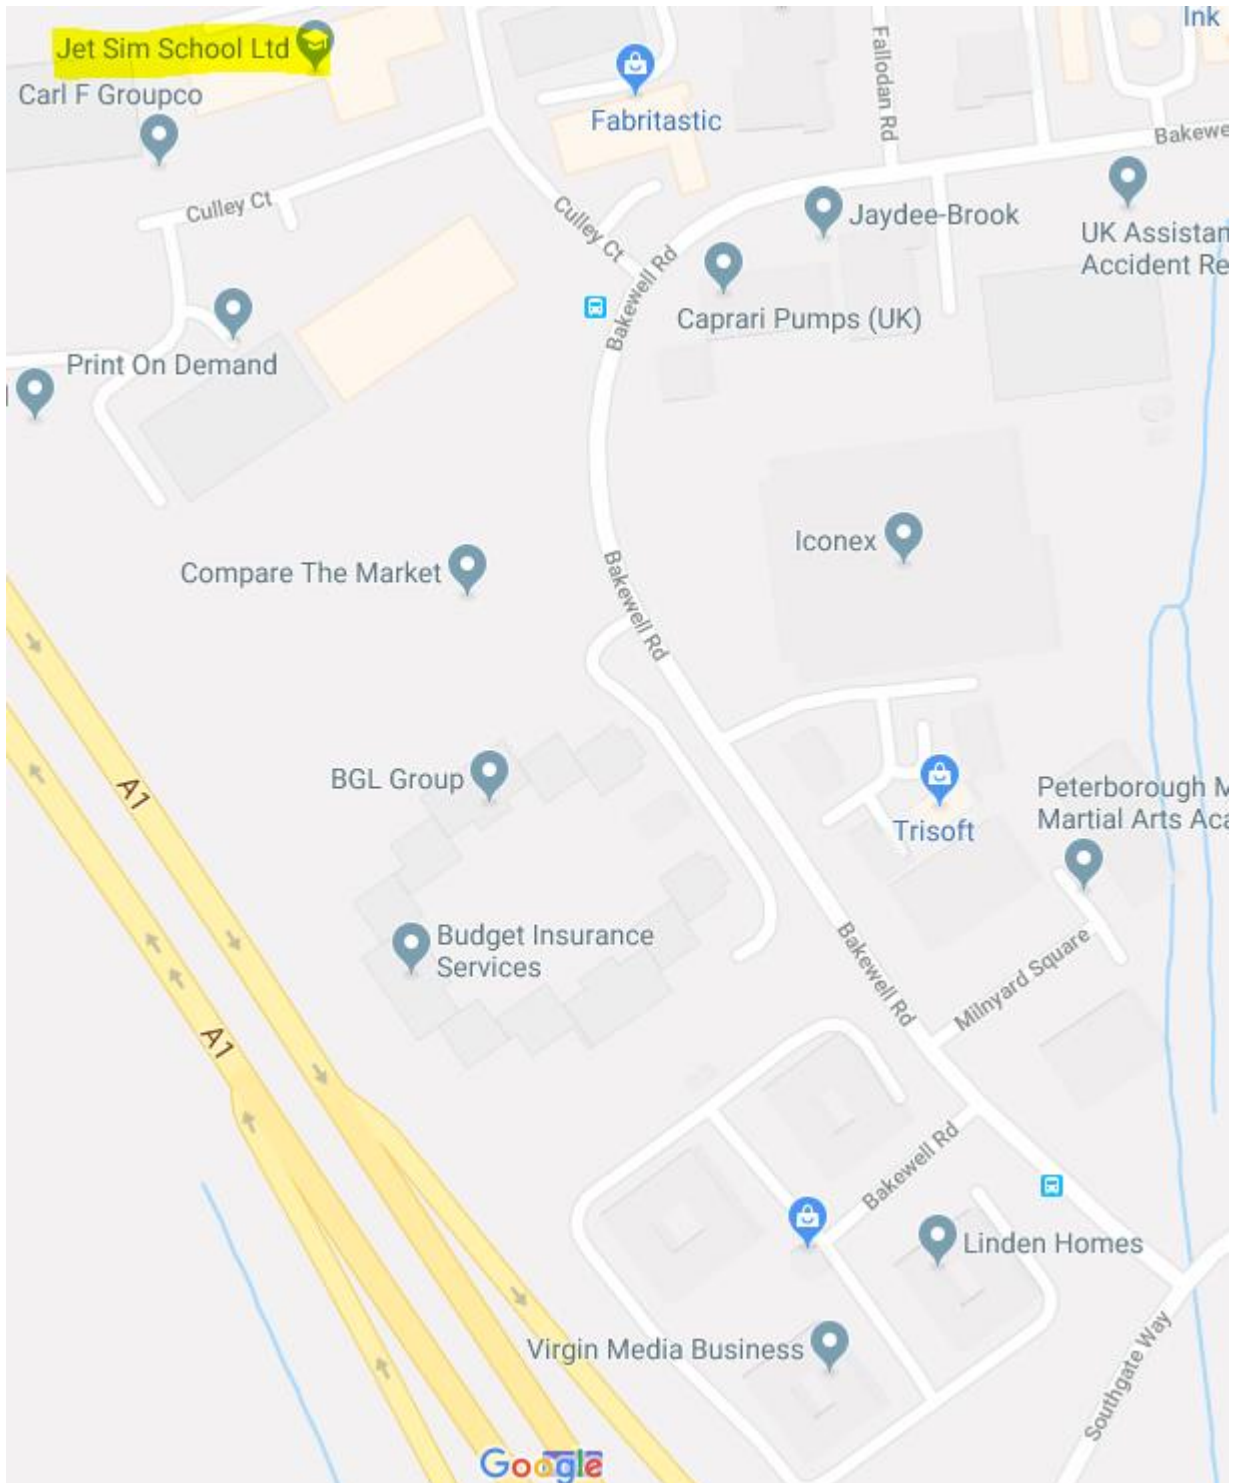 Ink
Jet Sim School Ltd
Carl F Groupco
Fabritastic
Fallodan Rd
Bakewe
Culley Ct
Culley Ct
Jaydee-Brook
UK Assistan
Accident Re
Bakewell Rd
Caprari Pumps (UK)
Print On Demand
Iconex
Compare The Market
Bakewell Rd
BGL Group
A1
Trisoft
Peterborough M
Martial Arts Aca
Budget Insurance
Services
Bakewell Rd
Milnyard Square
A1
Bakewell Rd
Linden Homes
Virgin Media Business
Southgate Way
Google